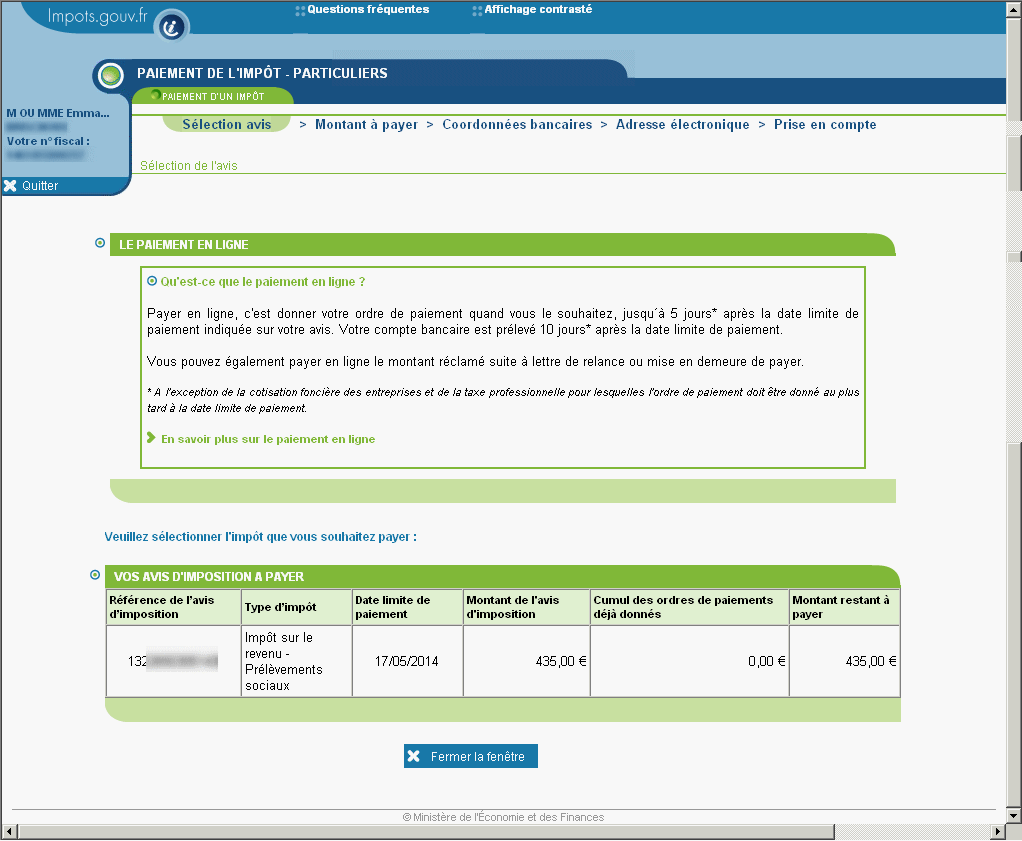 Impots.gouv.fr
Questions fréquentes
Affichage contrasté
PAIEMENT DE L'IMPÔT - PARTICULIERS
PAIEMENT D'UN IMPÔT
M OU MME Emma...
Votre n° fiscal :
Quitter
Sélection avis > Montant à payer > Coordonnées bancaires > Adresse électronique > Prise en compte
Sélection de l'avis
LE PAIEMENT EN LIGNE
Qu'est-ce que le paiement en ligne ?
Payer en ligne, c'est donner votre ordre de paiement quand vous le souhaitez, jusqu´à 5 jours* après la date limite de
paiement indiquée sur votre avis. Votre compte bancaire est prélevé 10 jours* après la date limite de paiement.
Vous pouvez également payer en ligne le montant réclamé suite à lettre de relance ou mise en demeure de payer.
* A l'exception de la cotisation foncière des entreprises et de la taxe professionnelle pour lesquelles l'ordre de paiement doit être donné au plus
tard à la date limite de paiement.
En savoir plus sur le paiement en ligne
Veuillez sélectionner l'impôt que vous souhaitez payer :
VOS AVIS D'IMPOSITION A PAYER
Référence de l'avis
d'imposition
Type d'impôt
Date limite de
paiement
Montant de l'avis
d'imposition
Cumul des ordres de paiements
déjà donnés
Montant restant à
payer
132
Impôt sur le
revenu -
Prélèvements
sociaux
17/05/2014
435,00 €
0,00 €
435,00 €
Fermer la fenêtre
© Ministère de l'Économie et des Finances